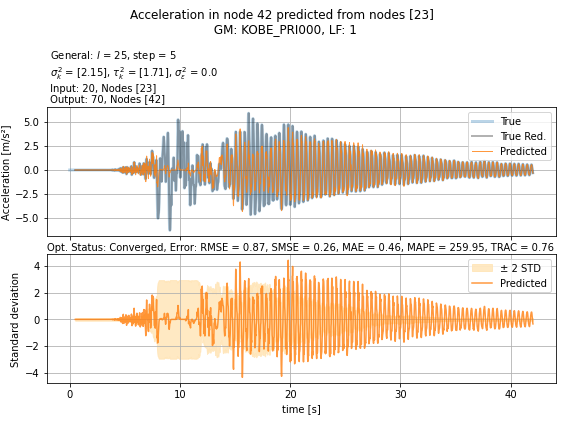 Acceleration in node 42 predicted from nodes [23]
GM: KOBE_PRI000, LF: 1
General: l = 25, step = 5
σ²ₖ = [2.15], τ²ₖ = [1.71], σ²ε = 0.0
Input: 20, Nodes [23]
Output: 70, Nodes [42]
Acceleration [m/s²]
5.0
2.5
0.0
−2.5
−5.0
True
True Red.
Predicted
Opt. Status: Converged, Error: RMSE = 0.87, SMSE = 0.26, MAE = 0.46, MAPE = 259.95, TRAC = 0.76
Standard deviation
4
2
0
−2
−4
± 2 STD
Predicted
0 10 20 30 40
time [s]